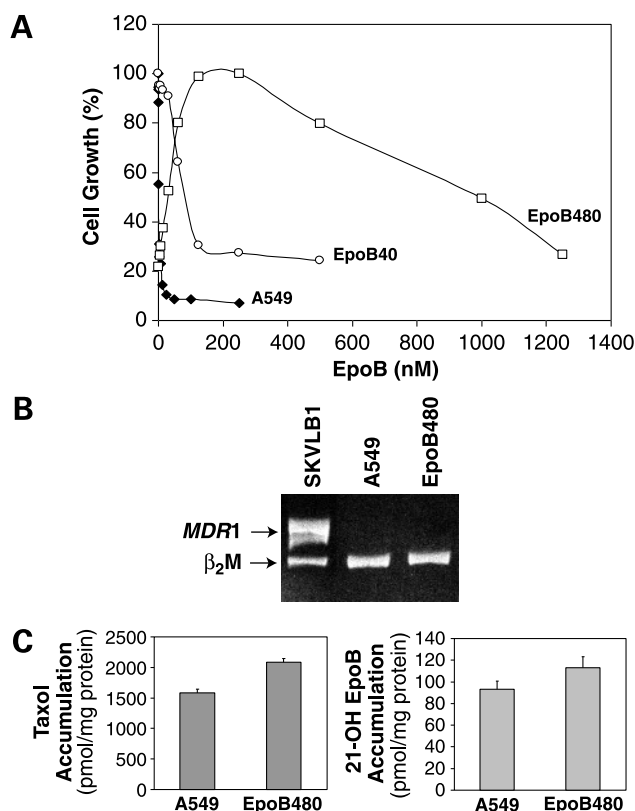 A
120
100
80
60
40
20
0
Cell Growth (%)
EpoB480
EpoB40
A549
0 200 400 600 800 1000 1200 1400
EpoB (nM)
B
SKVLB1
A549
EpoB480
MDR1
β₂M
C
Taxol
Accumulation
(pmol/mg protein)
2500
2000
1500
1000
500
0
A549 EpoB480
21-OH EpoB
Accumulation
(pmol/mg protein)
140
120
100
80
60
40
20
0
A549 EpoB480